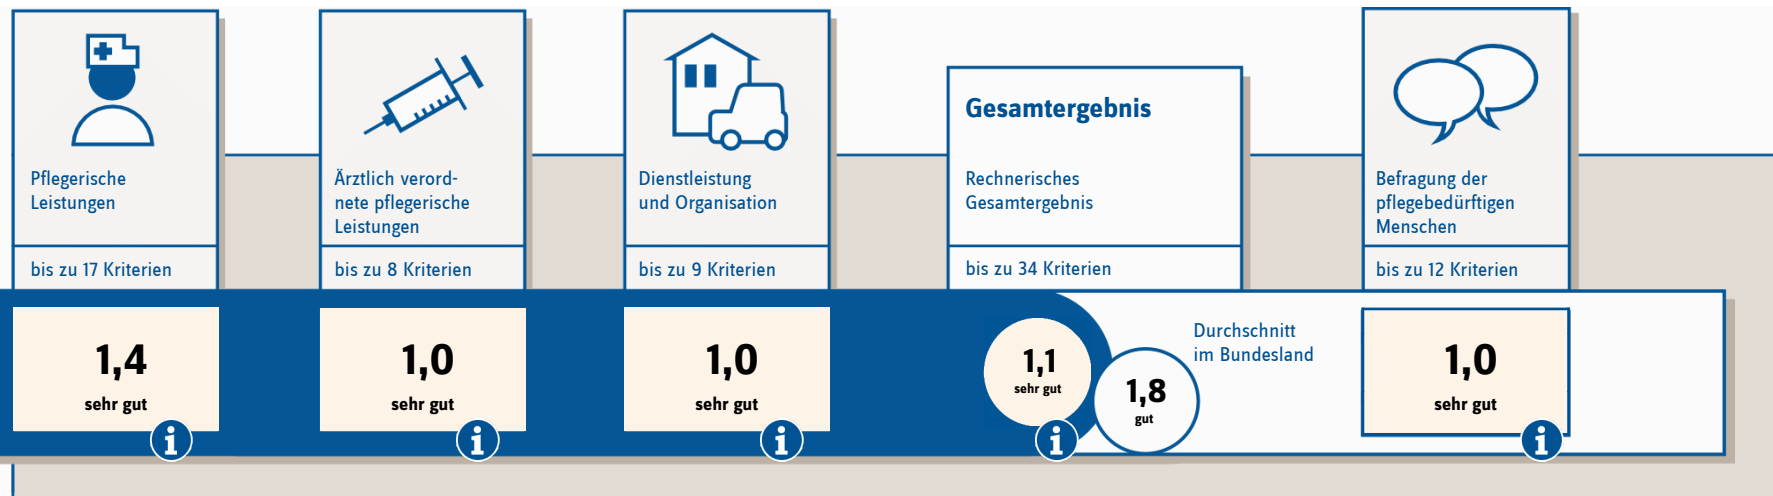 Pflegerische
Leistungen
bis zu 17 Kriterien
1,4
sehr gut
i
Ärztlich verord-
nete pflegerische
Leistungen
bis zu 8 Kriterien
1,0
sehr gut
i
Dienstleistung
und Organisation
bis zu 9 Kriterien
1,0
sehr gut
i
Gesamtergebnis
Rechnerisches
Gesamtergebnis
bis zu 34 Kriterien
1,1
sehr gut
i
1,8
gut
Durchschnitt
im Bundesland
Befragung der
pflegebedürftigen
Menschen
bis zu 12 Kriterien
1,0
sehr gut
i